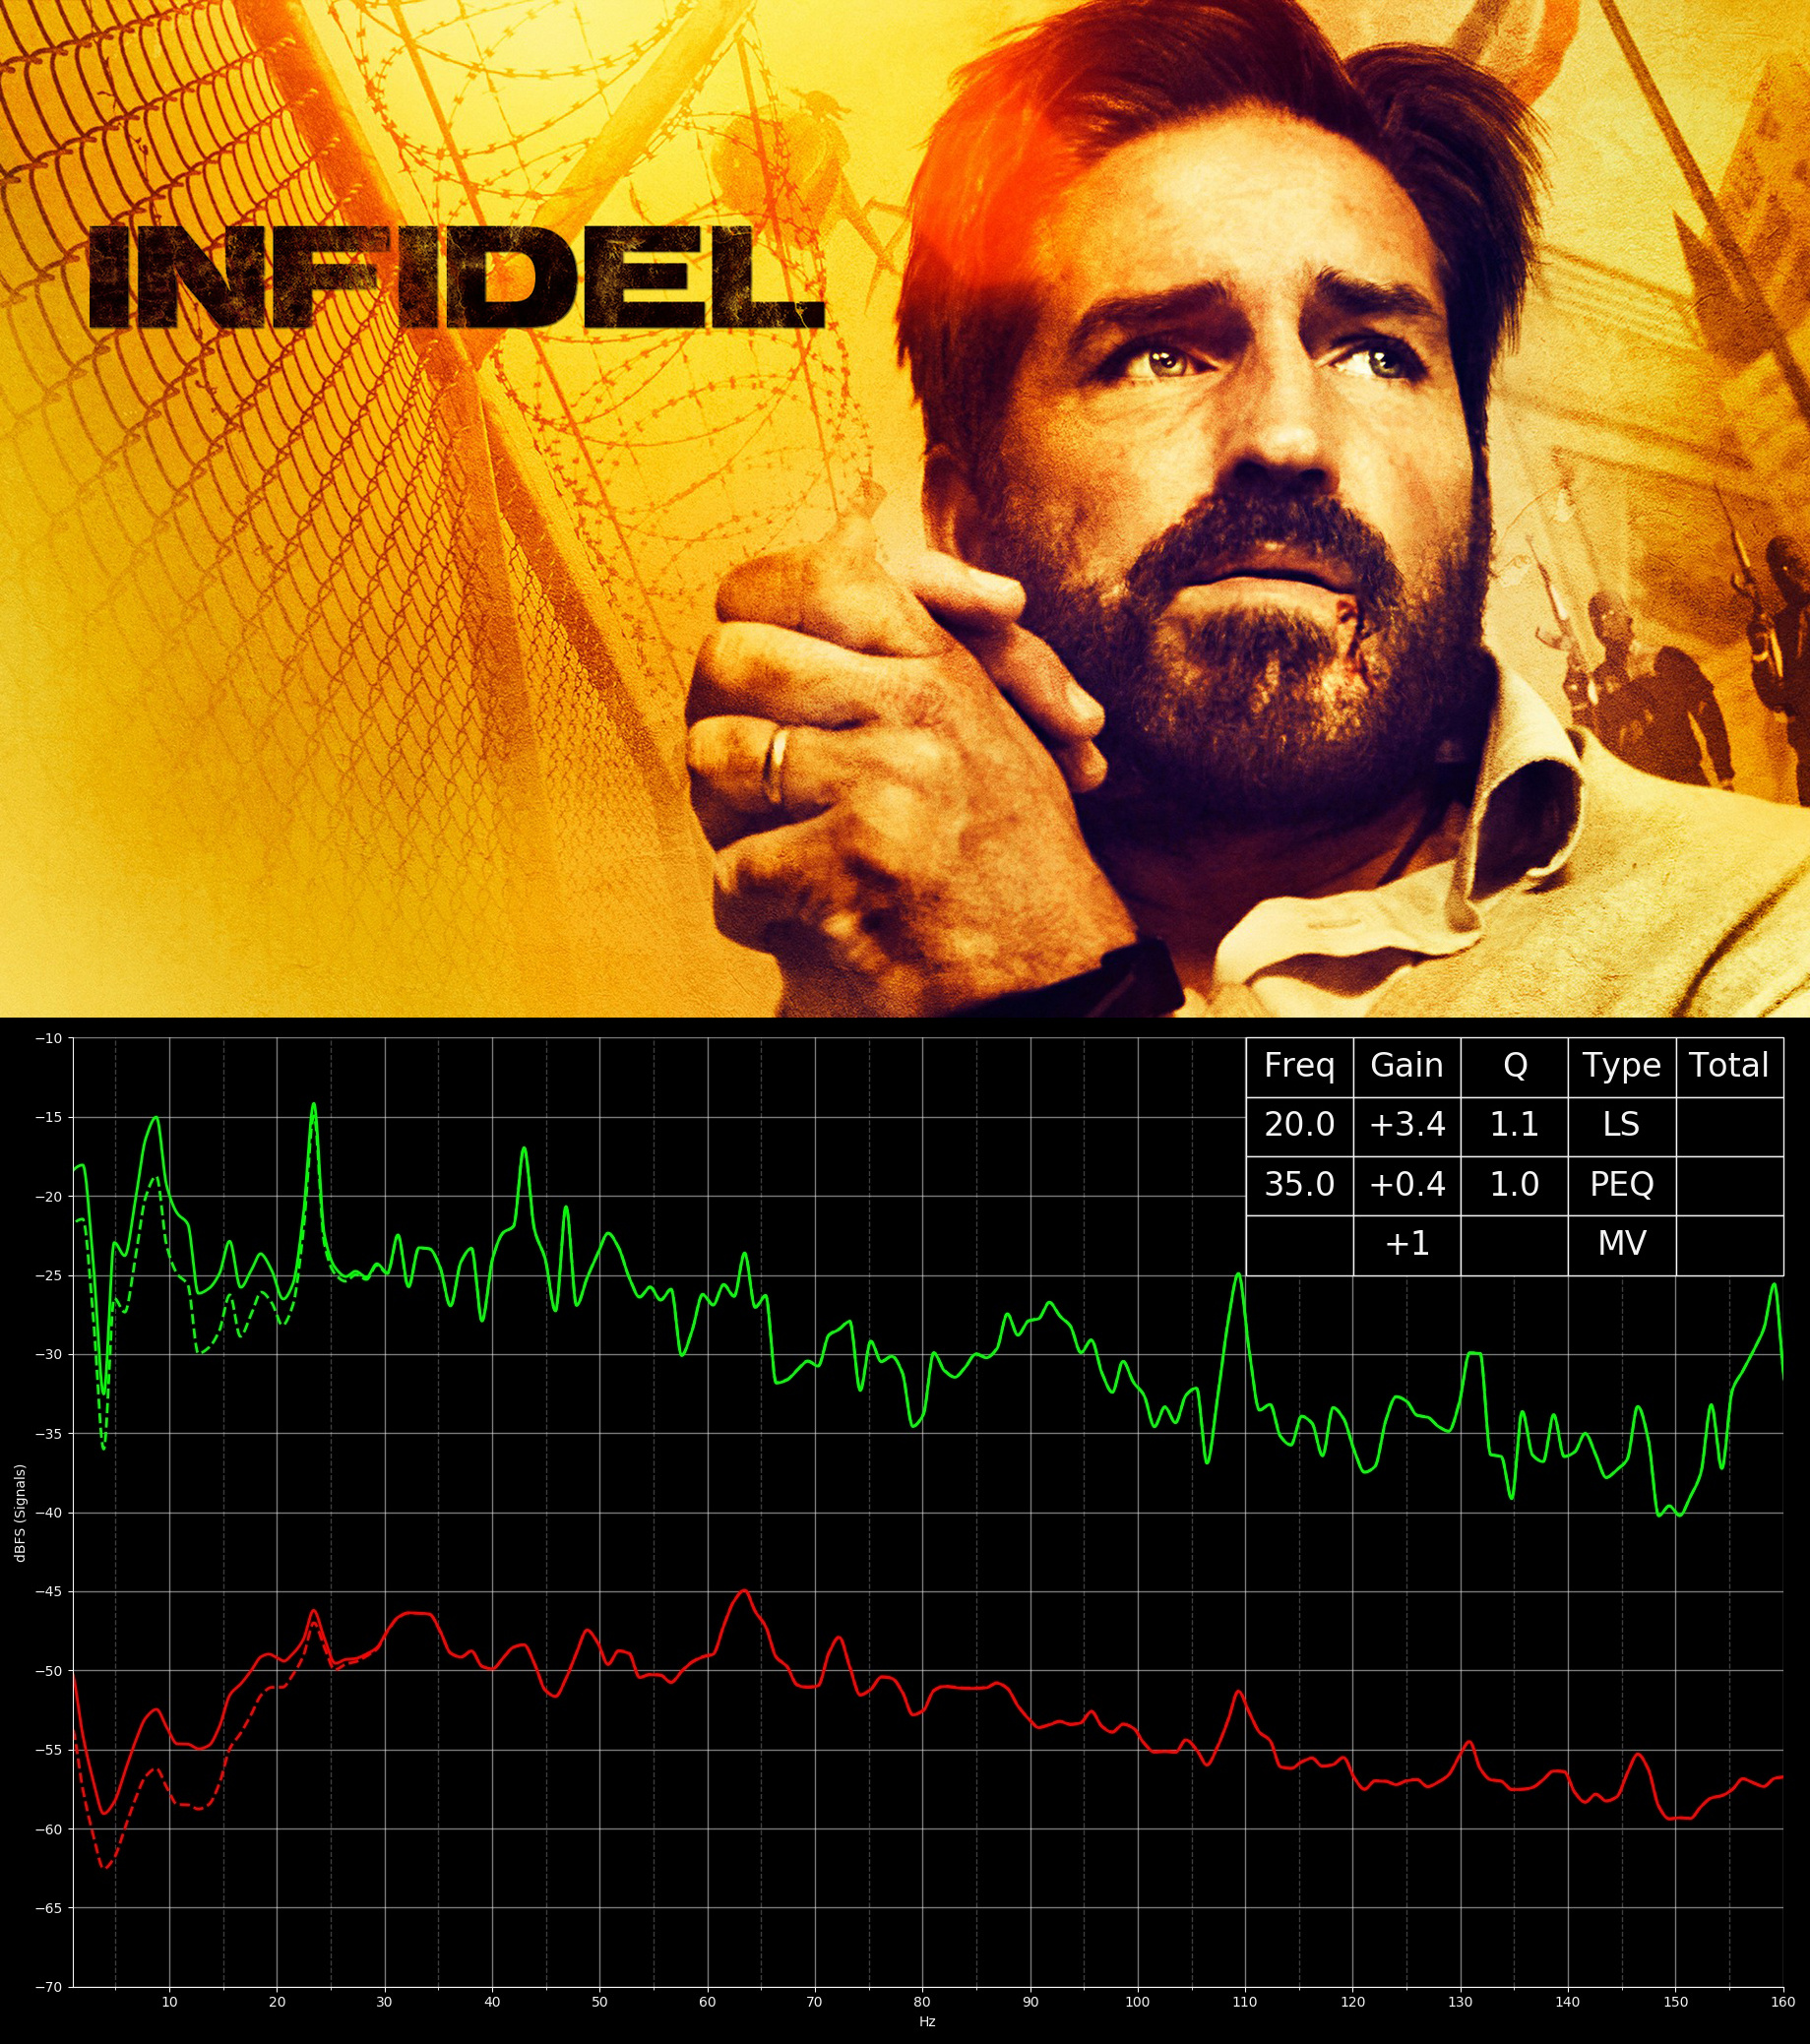 INFIDEL
Freq Gain Q Type Total
20.0 +3.4 1.1 LS
35.0 +0.4 1.0 PEQ
+1 MV
−10
−15
−20
−25
−30
−35
−40
−45
−50
−55
−60
−65
−70
dBFS (Signals)
10 20 30 40 50 60 70 80 90 100 110 120 130 140 150 160
Hz